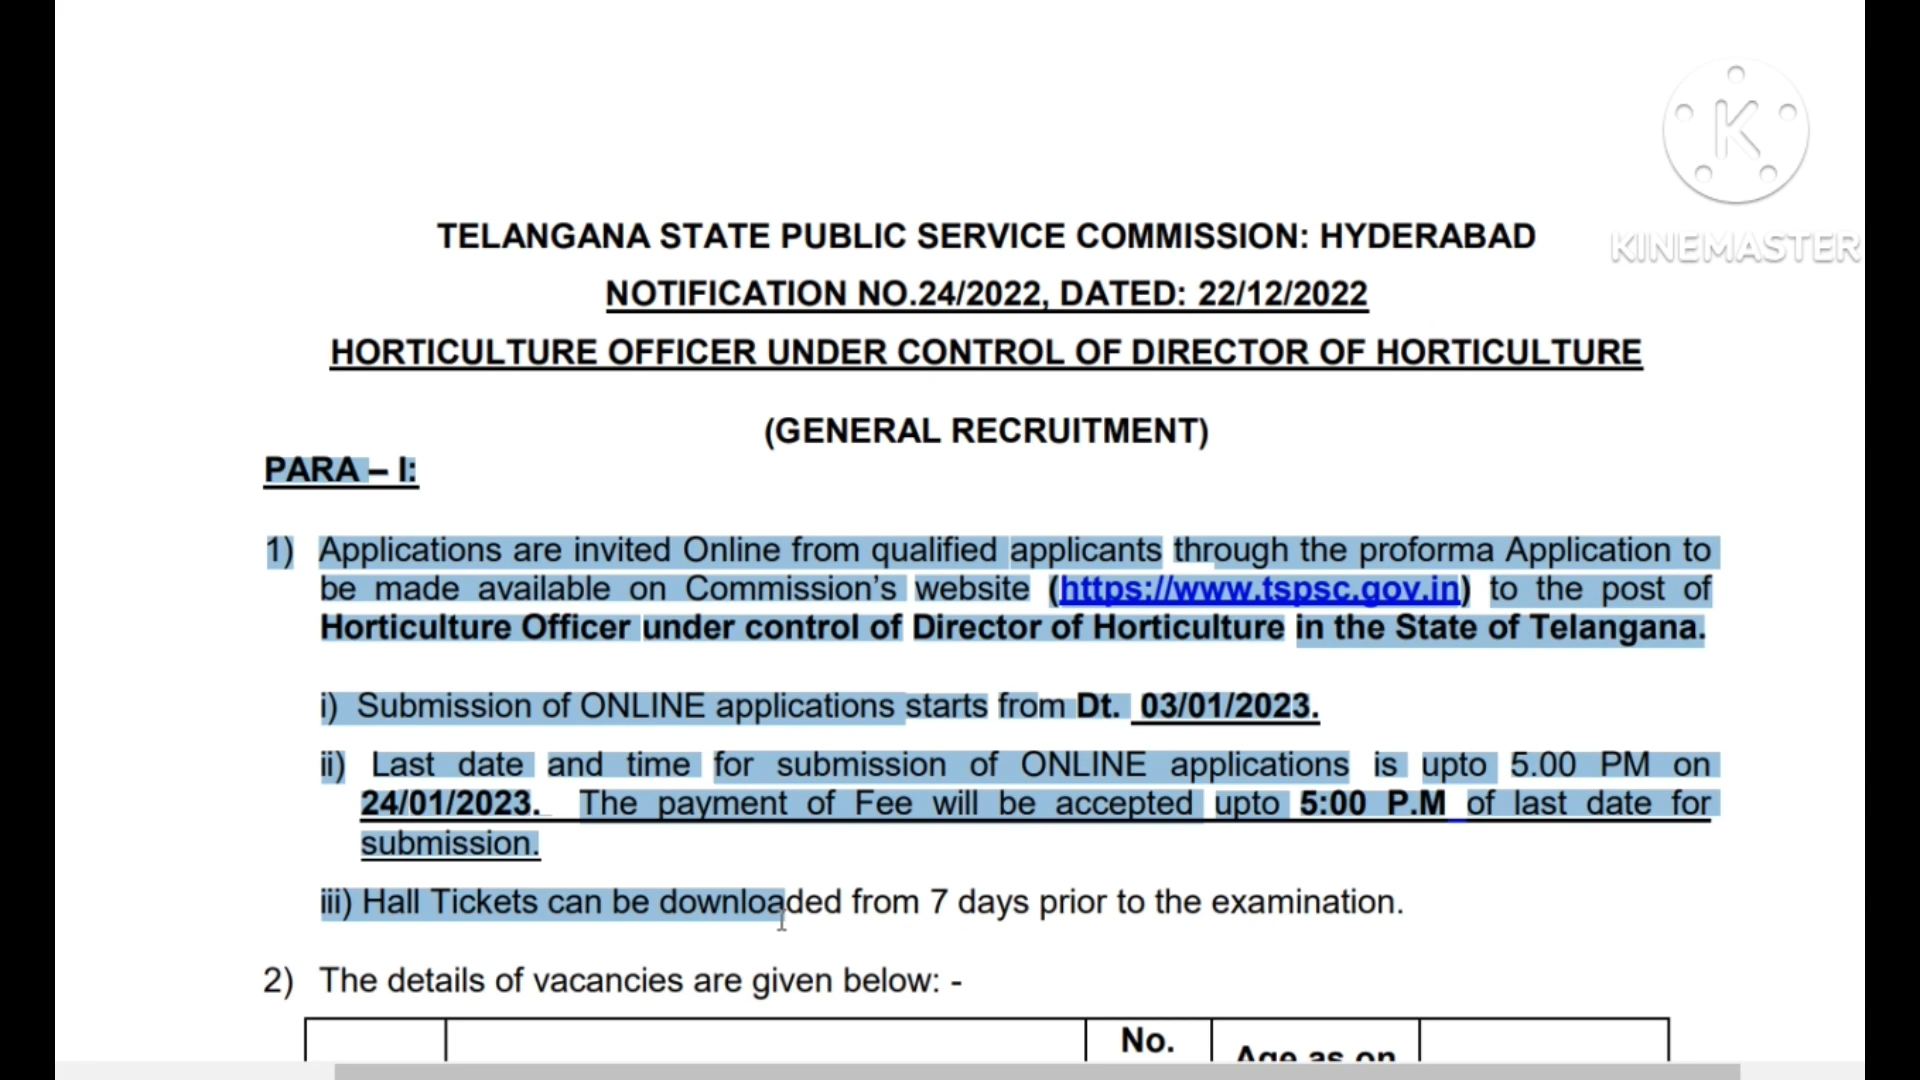 K
KINEMASTER
TELANGANA STATE PUBLIC SERVICE COMMISSION: HYDERABAD
NOTIFICATION NO.24/2022, DATED: 22/12/2022
HORTICULTURE OFFICER UNDER CONTROL OF DIRECTOR OF HORTICULTURE
(GENERAL RECRUITMENT)
PARA – I:
1) Applications are invited Online from qualified applicants through the proforma Application to
be made available on Commission’s website (https://www.tspsc.gov.in) to the post of
Horticulture Officer under control of Director of Horticulture in the State of Telangana.
i) Submission of ONLINE applications starts from Dt. 03/01/2023.
ii) Last date and time for submission of ONLINE applications is upto 5.00 PM on
24/01/2023. The payment of Fee will be accepted upto 5:00 P.M of last date for
submission.
iii) Hall Tickets can be downloaded from 7 days prior to the examination.
2) The details of vacancies are given below: -
No.
Age as on